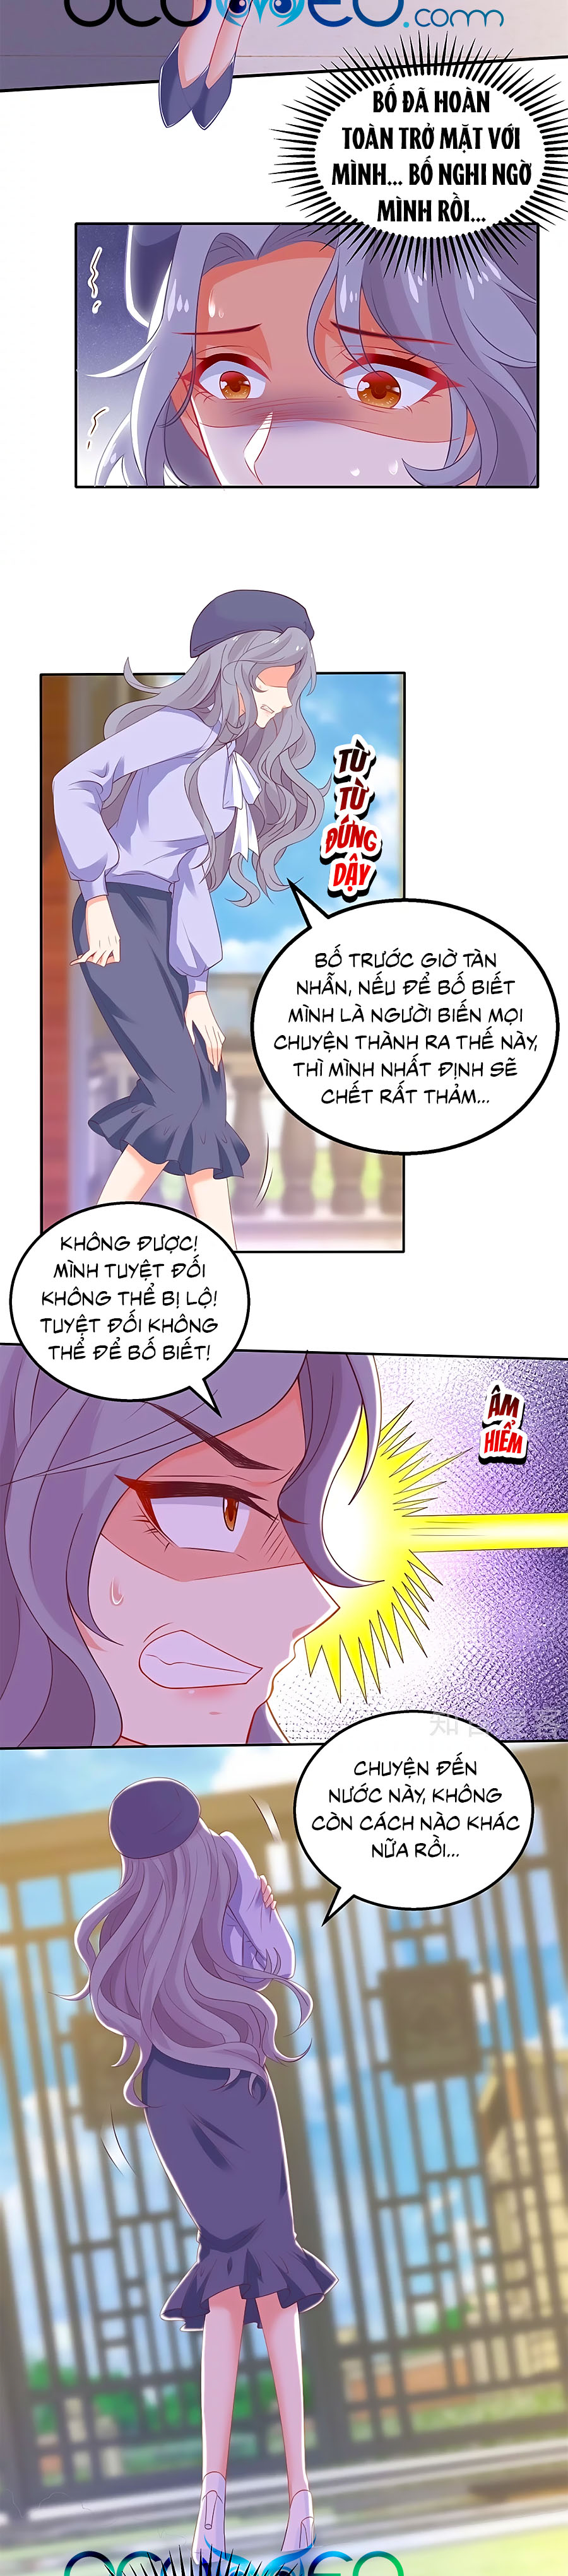 OCOMEO.com
BỐ ĐÃ HOÀN
TOÀN TRỞ MẶT VỚI
MÌNH... BỐ NGHI NGỜ
MÌNH RỒI...
TỪ
TỪ
ĐỨNG
DẬY
BỐ TRƯỚC GIỜ TÀN
NHẪN, NẾU ĐỂ BỐ BIẾT
MÌNH LÀ NGƯỜI BIẾN MỌI
CHUYỆN THÀNH RA THẾ NÀY,
THÌ MÌNH NHẤT ĐỊNH SẼ
CHẾT RẤT THẢM...
KHÔNG ĐƯỢC!
MÌNH TUYỆT ĐỐI
KHÔNG THỂ BỊ LỘ!
TUYỆT ĐỐI KHÔNG
THỂ ĐỂ BỐ BIẾT!
ÂM
HIỂM
CHUYỆN ĐẾN
NƯỚC NÀY, KHÔNG
CÒN CÁCH NÀO KHÁC
NỮA RỒI...